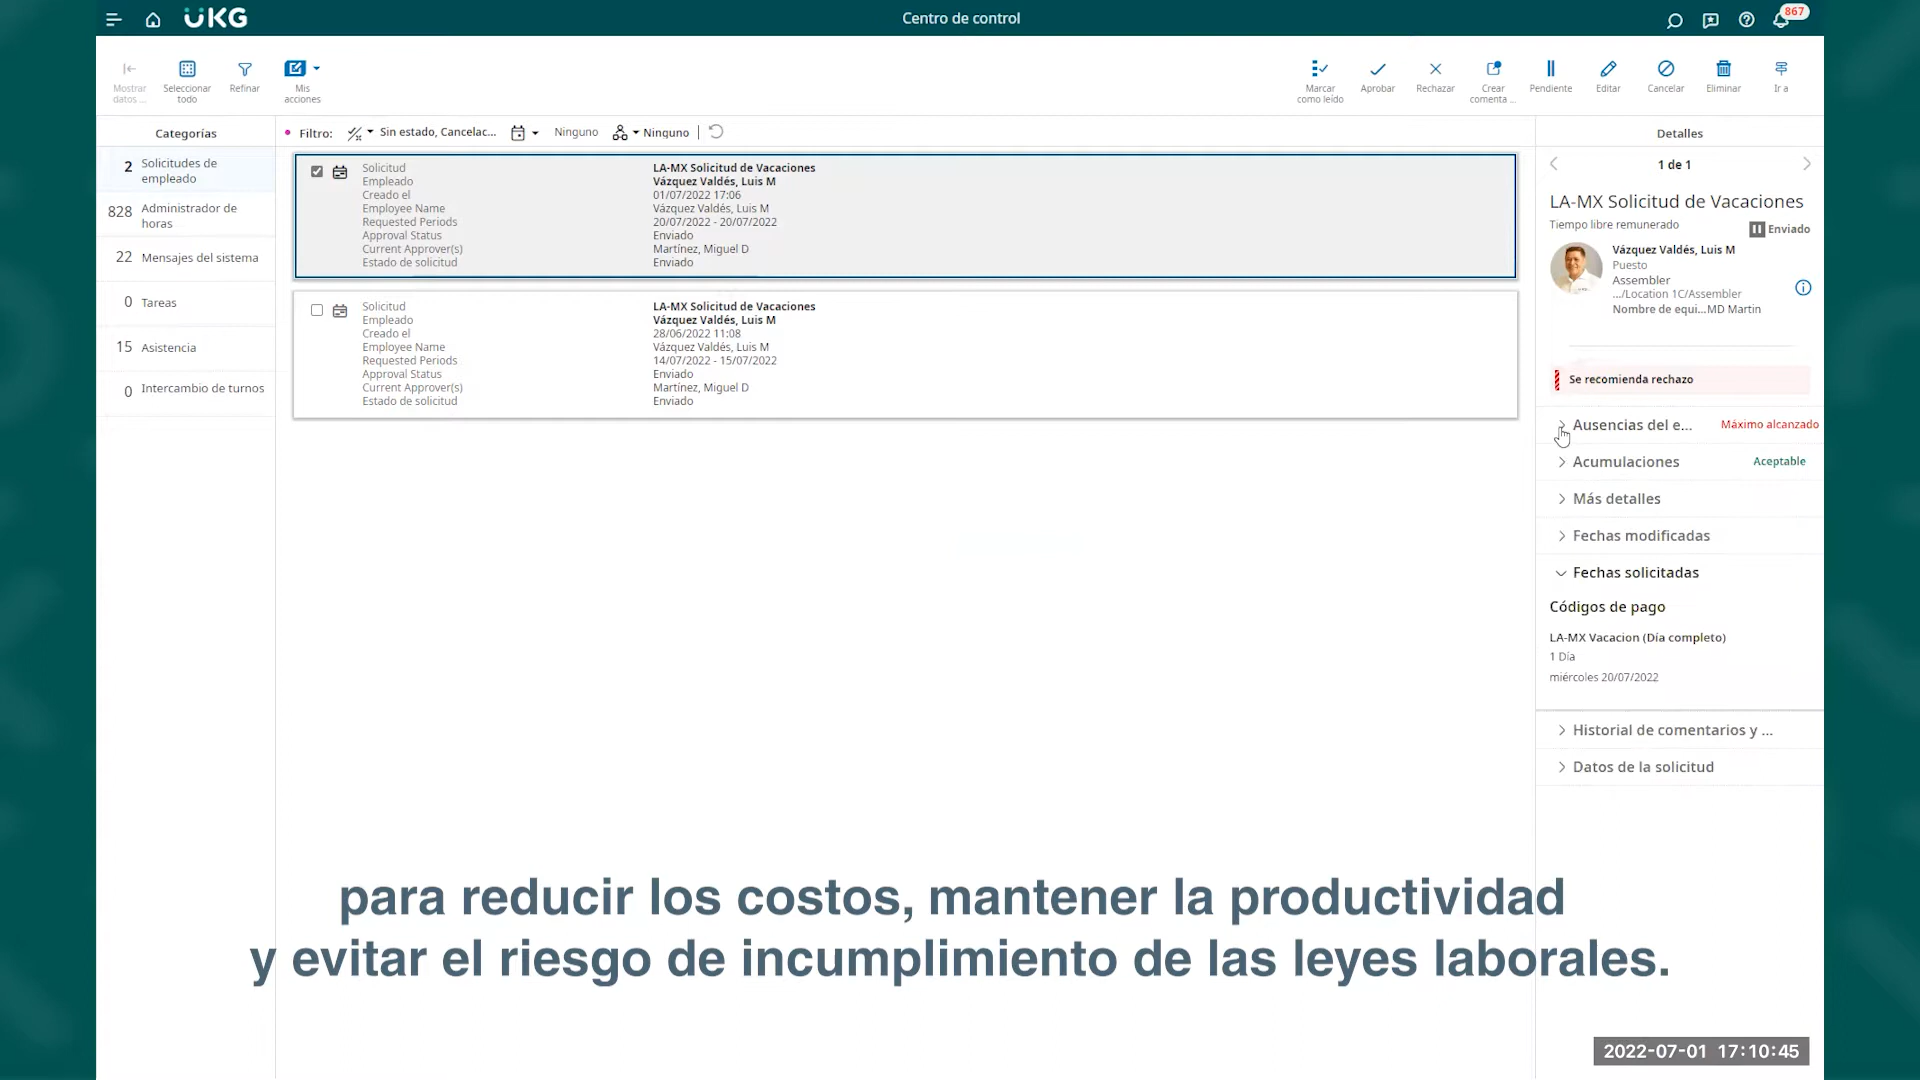 UKG
Centro de control
867
Mostrar
datos ...
Seleccionar
todo
Refinar
Mis
acciones
Marcar
como leído
Aprobar
Rechazar
Crear
comenta ...
Pendiente
Editar
Cancelar
Eliminar
Ir a
Categorías
2 Solicitudes de
empleado
828 Administrador de
horas
22 Mensajes del sistema
0 Tareas
15 Asistencia
0 Intercambio de turnos
Filtro: Sin estado, Cancelac... Ninguno Ninguno
Solicitud LA-MX Solicitud de Vacaciones
Empleado Vázquez Valdés, Luis M
Creado el 01/07/2022 17:06
Employee Name Vázquez Valdés, Luis M
Requested Periods 20/07/2022 - 20/07/2022
Approval Status Enviado
Current Approver(s) Martínez, Miguel D
Estado de solicitud Enviado
Solicitud LA-MX Solicitud de Vacaciones
Empleado Vázquez Valdés, Luis M
Creado el 28/06/2022 11:08
Employee Name Vázquez Valdés, Luis M
Requested Periods 14/07/2022 - 15/07/2022
Approval Status Enviado
Current Approver(s) Martínez, Miguel D
Estado de solicitud Enviado
Detalles
1 de 1
LA-MX Solicitud de Vacaciones
Tiempo libre remunerado
Enviado
Vázquez Valdés, Luis M
Puesto
Assembler
.../Location 1C/Assembler
Nombre de equi...MD Martin
Se recomienda rechazo
Ausencias del e... Máximo alcanzado
Acumulaciones Aceptable
Más detalles
Fechas modificadas
Fechas solicitadas
Códigos de pago
LA-MX Vacacion (Día completo)
1 Día
miércoles 20/07/2022
Historial de comentarios y ...
Datos de la solicitud
para reducir los costos, mantener la productividad
y evitar el riesgo de incumplimiento de las leyes laborales.
2022-07-01 17:10:45